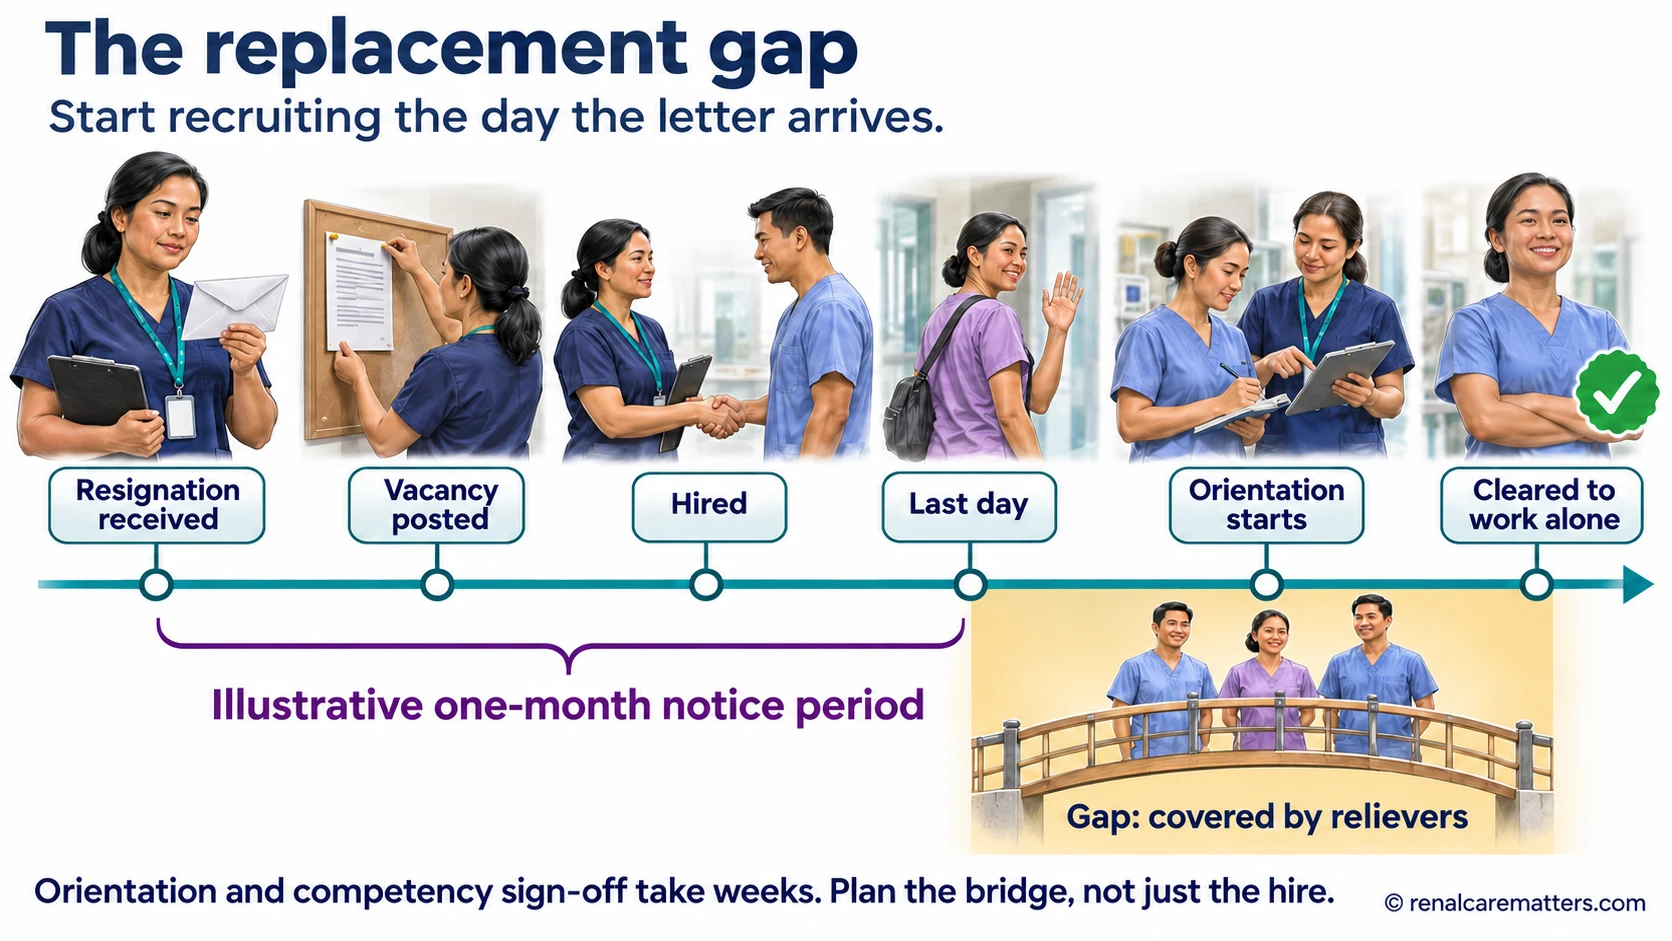 The replacement gap
Start recruiting the day the letter arrives.
Resignation
received
Vacancy
posted
Hired
Last day
Orientation
starts
Cleared to
work alone
Illustrative one-month notice period
Gap: covered by relievers
Orientation and competency sign-off take weeks. Plan the bridge, not just the hire.
© renalcarematters.com